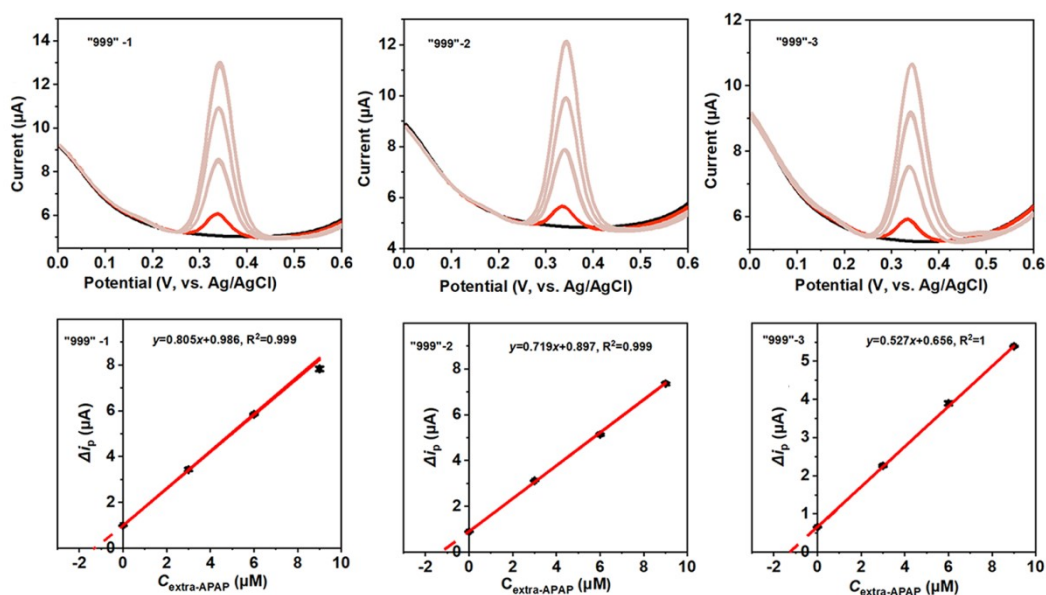 "999" -1
14
12
10
8
6
Current (µA)
0.0 0.1 0.2 0.3 0.4 0.5 0.6
Potential (V, vs. Ag/AgCl)
"999"-2
12
10
8
6
4
Current (µA)
0.0 0.1 0.2 0.3 0.4 0.5 0.6
Potential (V, vs. Ag/AgCl)
"999"-3
12
10
8
6
Current (µA)
0.0 0.1 0.2 0.3 0.4 0.5 0.6
Potential (V, vs. Ag/AgCl)
"999" -1
y=0.805x+0.986, R²=0.999
8
6
4
2
0
Δiₚ (µA)
-2 0 2 4 6 8 10
C extra-APAP (µM)
"999"-2
y=0.719x+0.897, R²=0.999
8
6
4
2
0
Δiₚ (µA)
-2 0 2 4 6 8 10
C extra-APAP (µM)
"999"-3
y=0.527x+0.656, R²=1
5
4
3
2
1
0
Δiₚ (µA)
-2 0 2 4 6 8 10
C extra-APAP (µM)